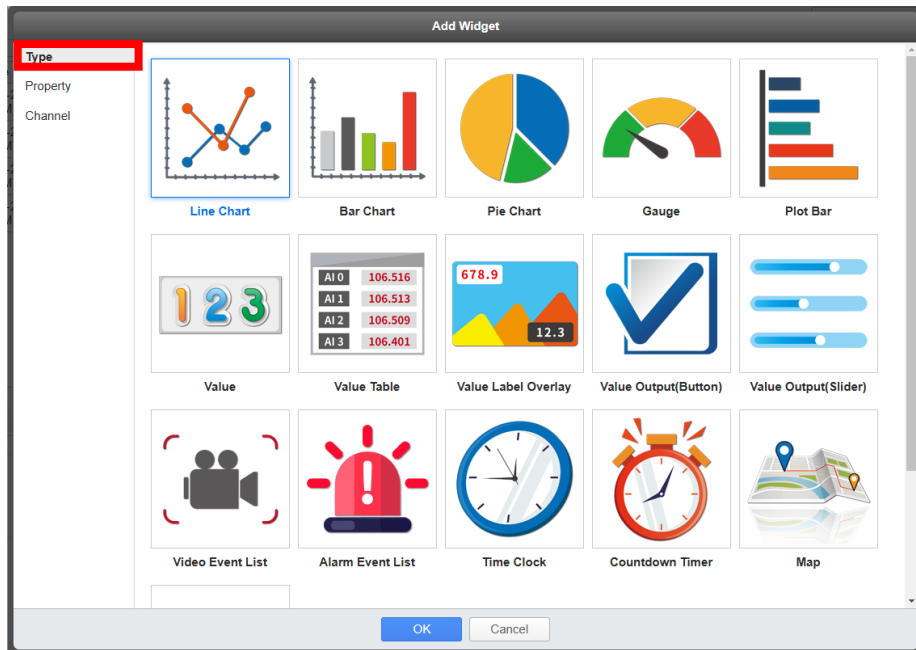 Add Widget
Type
Property
Channel
Line Chart
Bar Chart
Pie Chart
Gauge
Plot Bar
1 2 3
AI 0 106.516
AI 1 106.513
AI 2 106.509
AI 3 106.401
678.9
12.3
Value
Value Table
Value Label Overlay
Value Output(Button)
Value Output(Slider)
Video Event List
Alarm Event List
Time Clock
Countdown Timer
Map
OK
Cancel